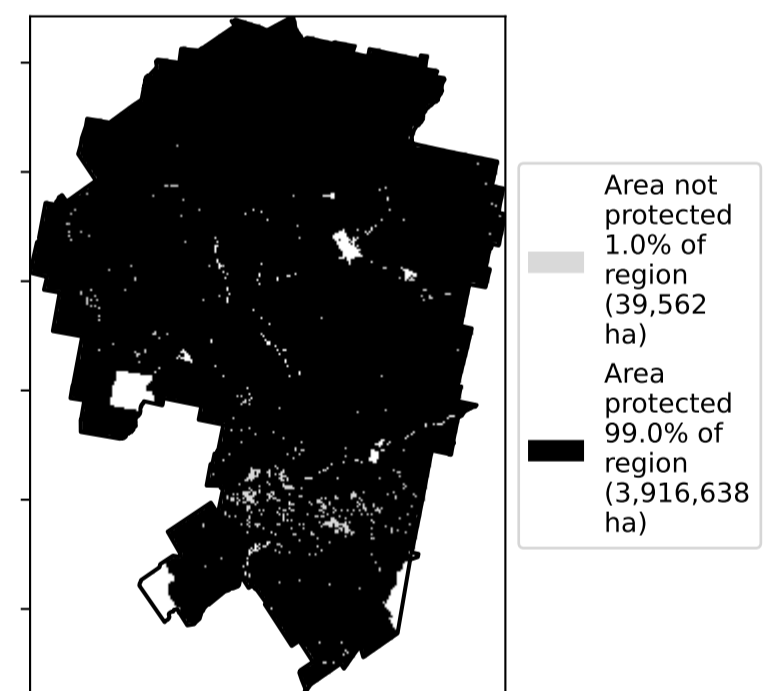 Area not
protected
1.0% of
region
(39,562
ha)
Area
protected
99.0% of
region
(3,916,638
ha)